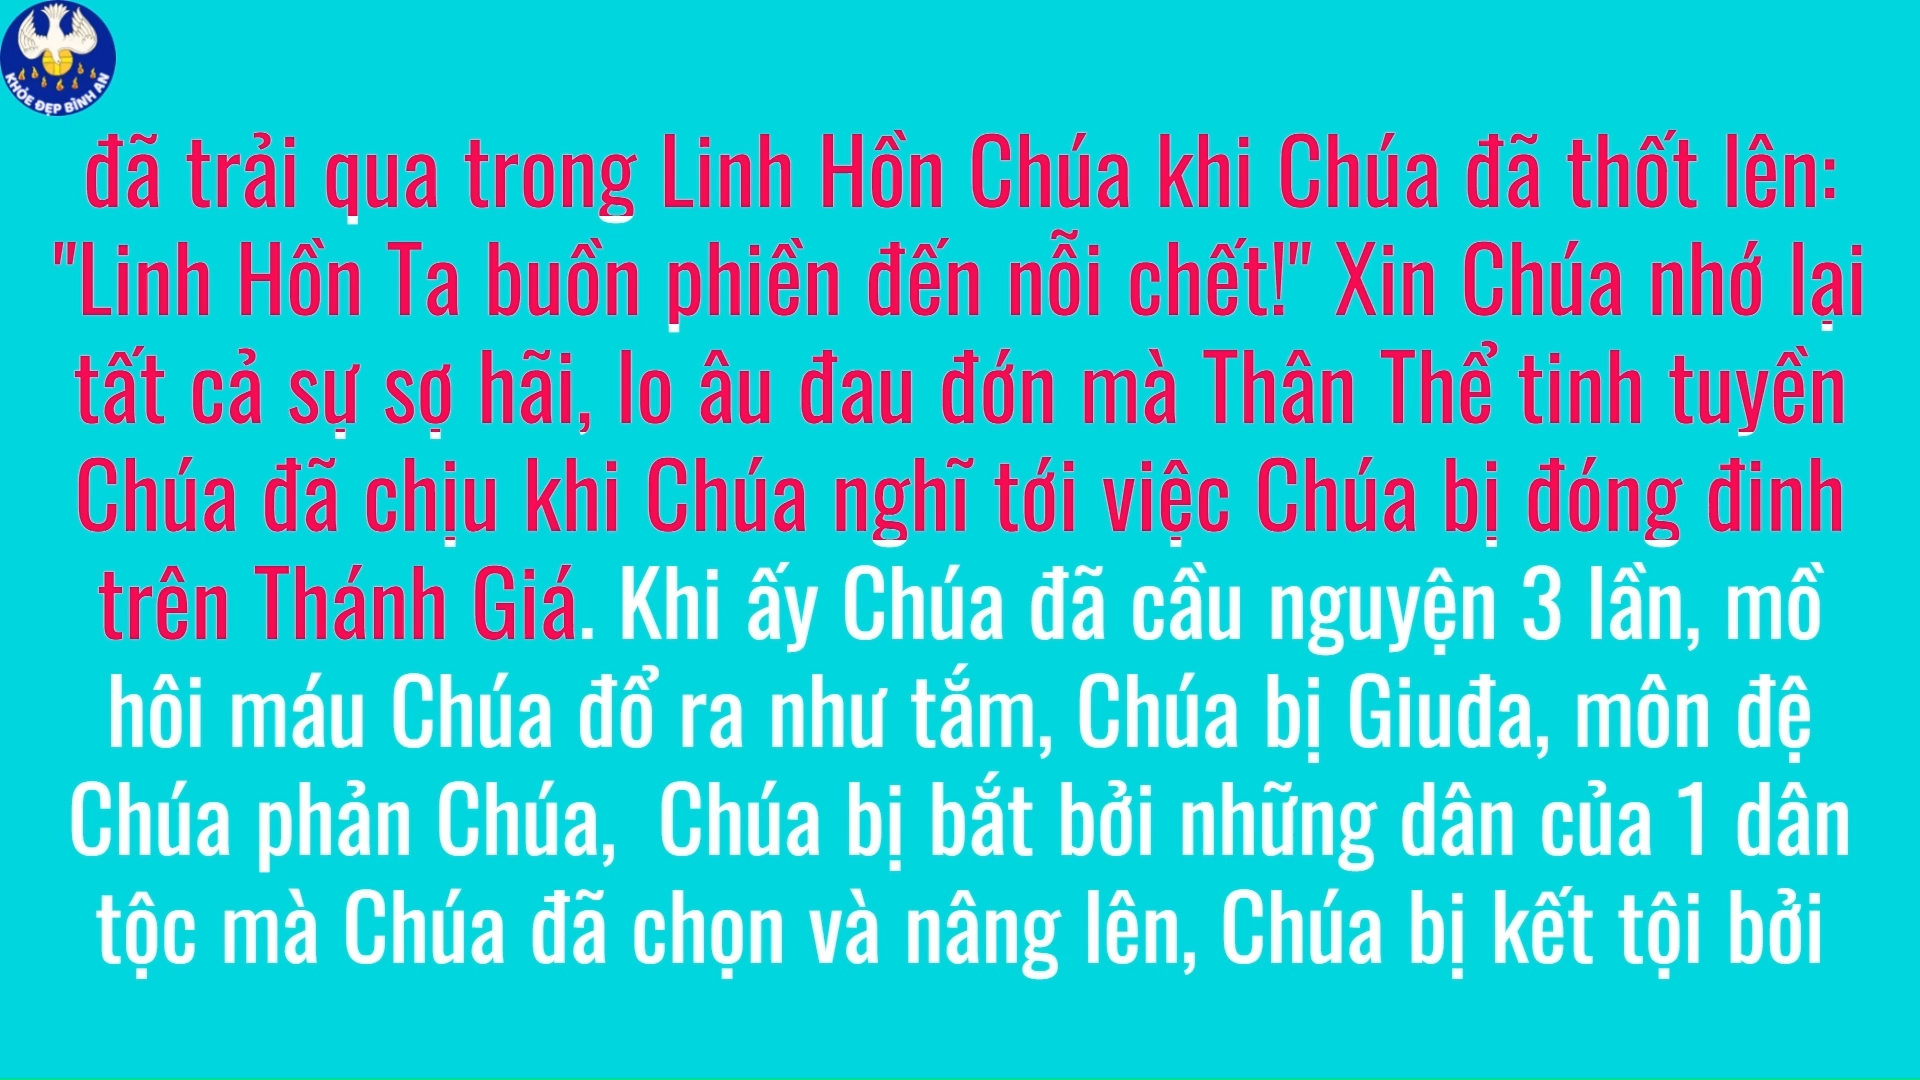 KHỎE ĐẸP BÌNH AN
đã trải qua trong Linh Hồn Chúa khi Chúa đã thốt lên:
"Linh Hồn Ta buồn phiền đến nỗi chết!" Xin Chúa nhớ lại
tất cả sự sợ hãi, lo âu đau đớn mà Thân Thể tinh tuyền
Chúa đã chịu khi Chúa nghĩ tới việc Chúa bị đóng đinh
trên Thánh Giá. Khi ấy Chúa đã cầu nguyện 3 lần, mồ
hôi máu Chúa đổ ra như tắm, Chúa bị Giuđa, môn đệ
Chúa phản Chúa,  Chúa bị bắt bởi những dân của 1 dân
tộc mà Chúa đã chọn và nâng lên, Chúa bị kết tội bởi